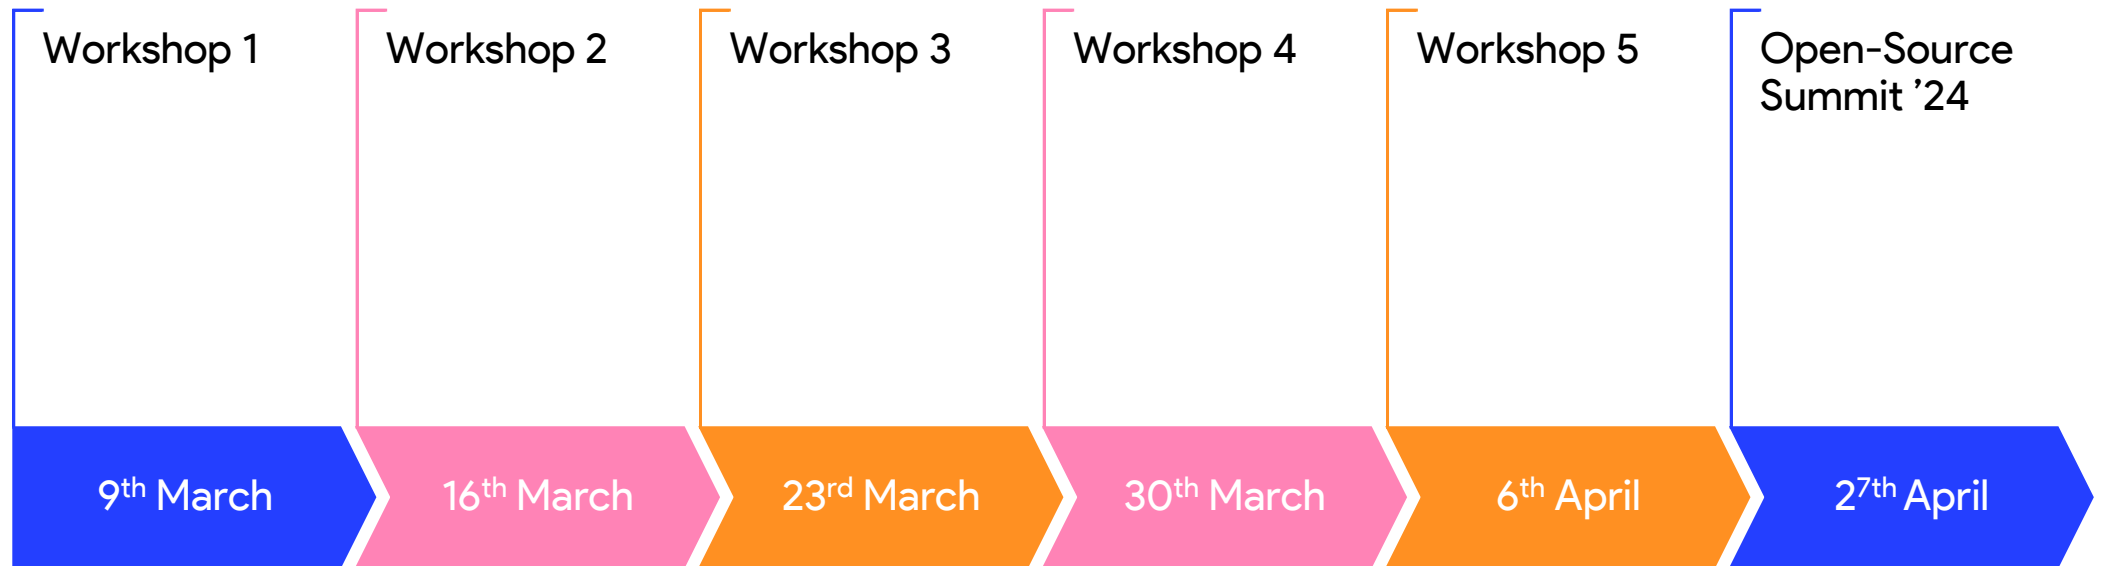 Workshop 1
Workshop 2
Workshop 3
Workshop 4
Workshop 5
Open-Source
Summit ’24
9th March
16th March
23rd March
30th March
6th April
27th April